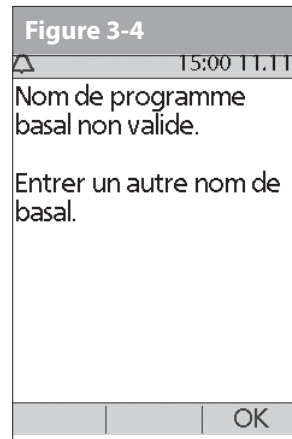 Figure 3-4
15:00 11.11
Nom de programme
basal non valide.
Entrer un autre nom de
basal.
OK